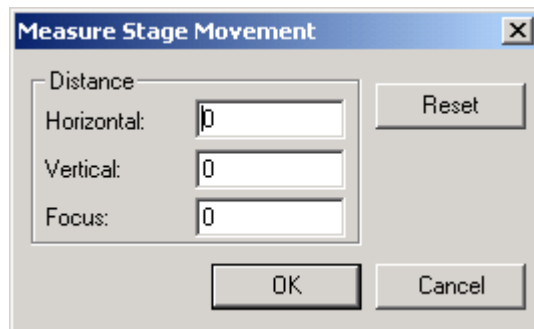 Measure Stage Movement
Distance
Horizontal: 0
Reset
Vertical: 0
Focus: 0
OK Cancel